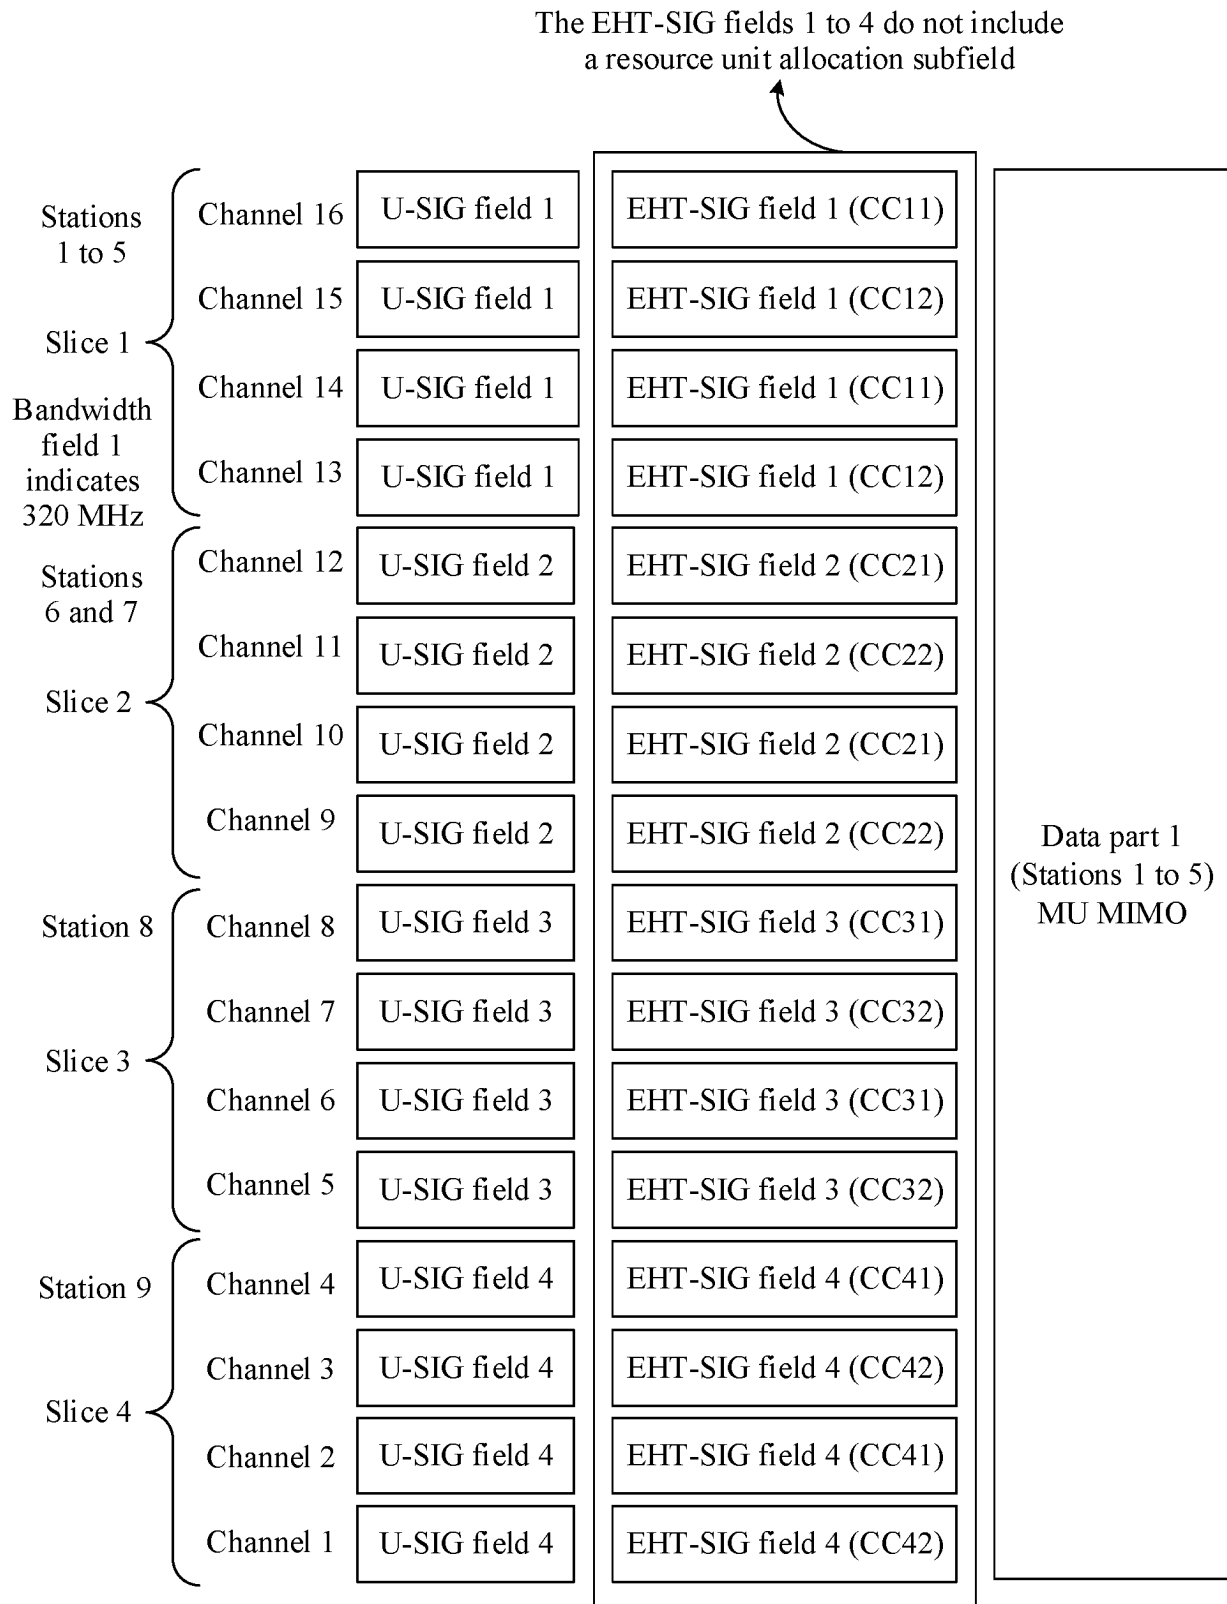 The EHT-SIG fields 1 to 4 do not include
a resource unit allocation subfield
Stations
1 to 5
Slice 1
Bandwidth
field 1
indicates
320 MHz
Channel 16 U-SIG field 1 EHT-SIG field 1 (CC11)
Channel 15 U-SIG field 1 EHT-SIG field 1 (CC12)
Channel 14 U-SIG field 1 EHT-SIG field 1 (CC11)
Channel 13 U-SIG field 1 EHT-SIG field 1 (CC12)
Stations
6 and 7
Slice 2
Channel 12 U-SIG field 2 EHT-SIG field 2 (CC21)
Channel 11 U-SIG field 2 EHT-SIG field 2 (CC22)
Channel 10 U-SIG field 2 EHT-SIG field 2 (CC21)
Channel 9 U-SIG field 2 EHT-SIG field 2 (CC22)
Station 8
Slice 3
Channel 8 U-SIG field 3 EHT-SIG field 3 (CC31)
Channel 7 U-SIG field 3 EHT-SIG field 3 (CC32)
Channel 6 U-SIG field 3 EHT-SIG field 3 (CC31)
Channel 5 U-SIG field 3 EHT-SIG field 3 (CC32)
Station 9
Slice 4
Channel 4 U-SIG field 4 EHT-SIG field 4 (CC41)
Channel 3 U-SIG field 4 EHT-SIG field 4 (CC42)
Channel 2 U-SIG field 4 EHT-SIG field 4 (CC41)
Channel 1 U-SIG field 4 EHT-SIG field 4 (CC42)
Data part 1
(Stations 1 to 5)
MU MIMO